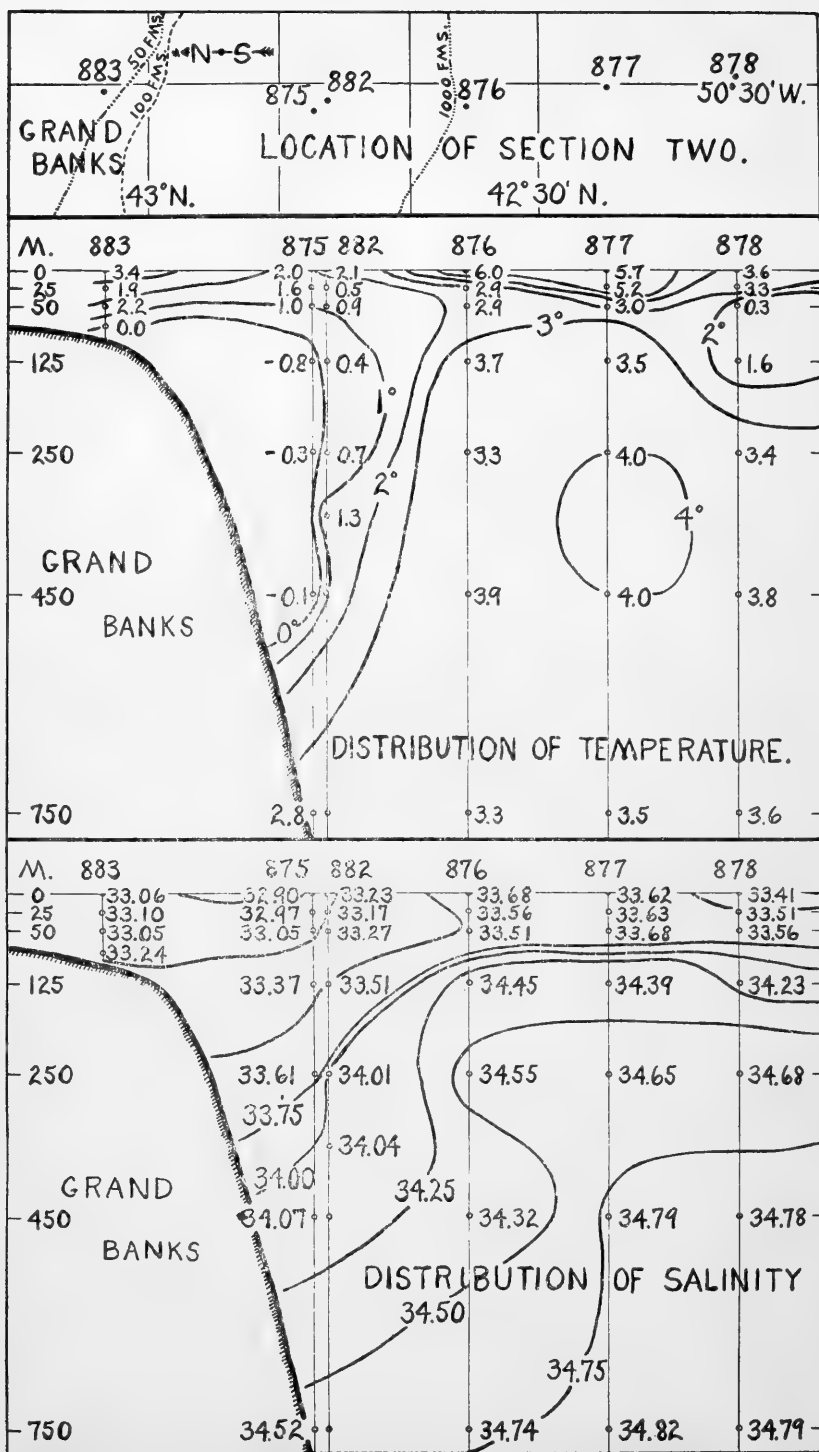 50 FMS.
100 FMS.
N S
1000 FMS.
883
875 882
876
877
878
50°30' W.
GRAND
BANKS
LOCATION OF SECTION TWO.
43° N.
42°30' N.
M. 883 875 882 876 877 878
0 3.4 2.0 2.1 6.0 5.7 3.6
25 1.9 1.6 0.5 2.9 5.2 3.3
50 2.2 1.0 0.9 2.9 3.0 0.3
0.0
3°
2°
125 -0.8 0.4 3.7 3.5 1.6
1°
250 -0.3 0.7 3.3 4.0 3.4
2°
1.3
4°
GRAND
BANKS
450 -0.1 3.9 4.0 3.8
0°
DISTRIBUTION OF TEMPERATURE.
750 2.8 3.3 3.5 3.6
M. 883 875 882 876 877 878
0 33.06 32.90 33.23 33.68 33.62 33.41
25 33.10 32.97 33.17 33.56 33.63 33.51
50 33.05 33.05 33.27 33.51 33.68 33.56
33.24
125 33.37 33.51 34.45 34.39 34.23
250 33.61 34.01 34.55 34.65 34.68
33.75
34.04
34.00
34.25
GRAND
BANKS
450 34.07 34.32 34.79 34.78
DISTRIBUTION OF SALINITY
34.50
34.75
750 34.52 34.74 34.82 34.79